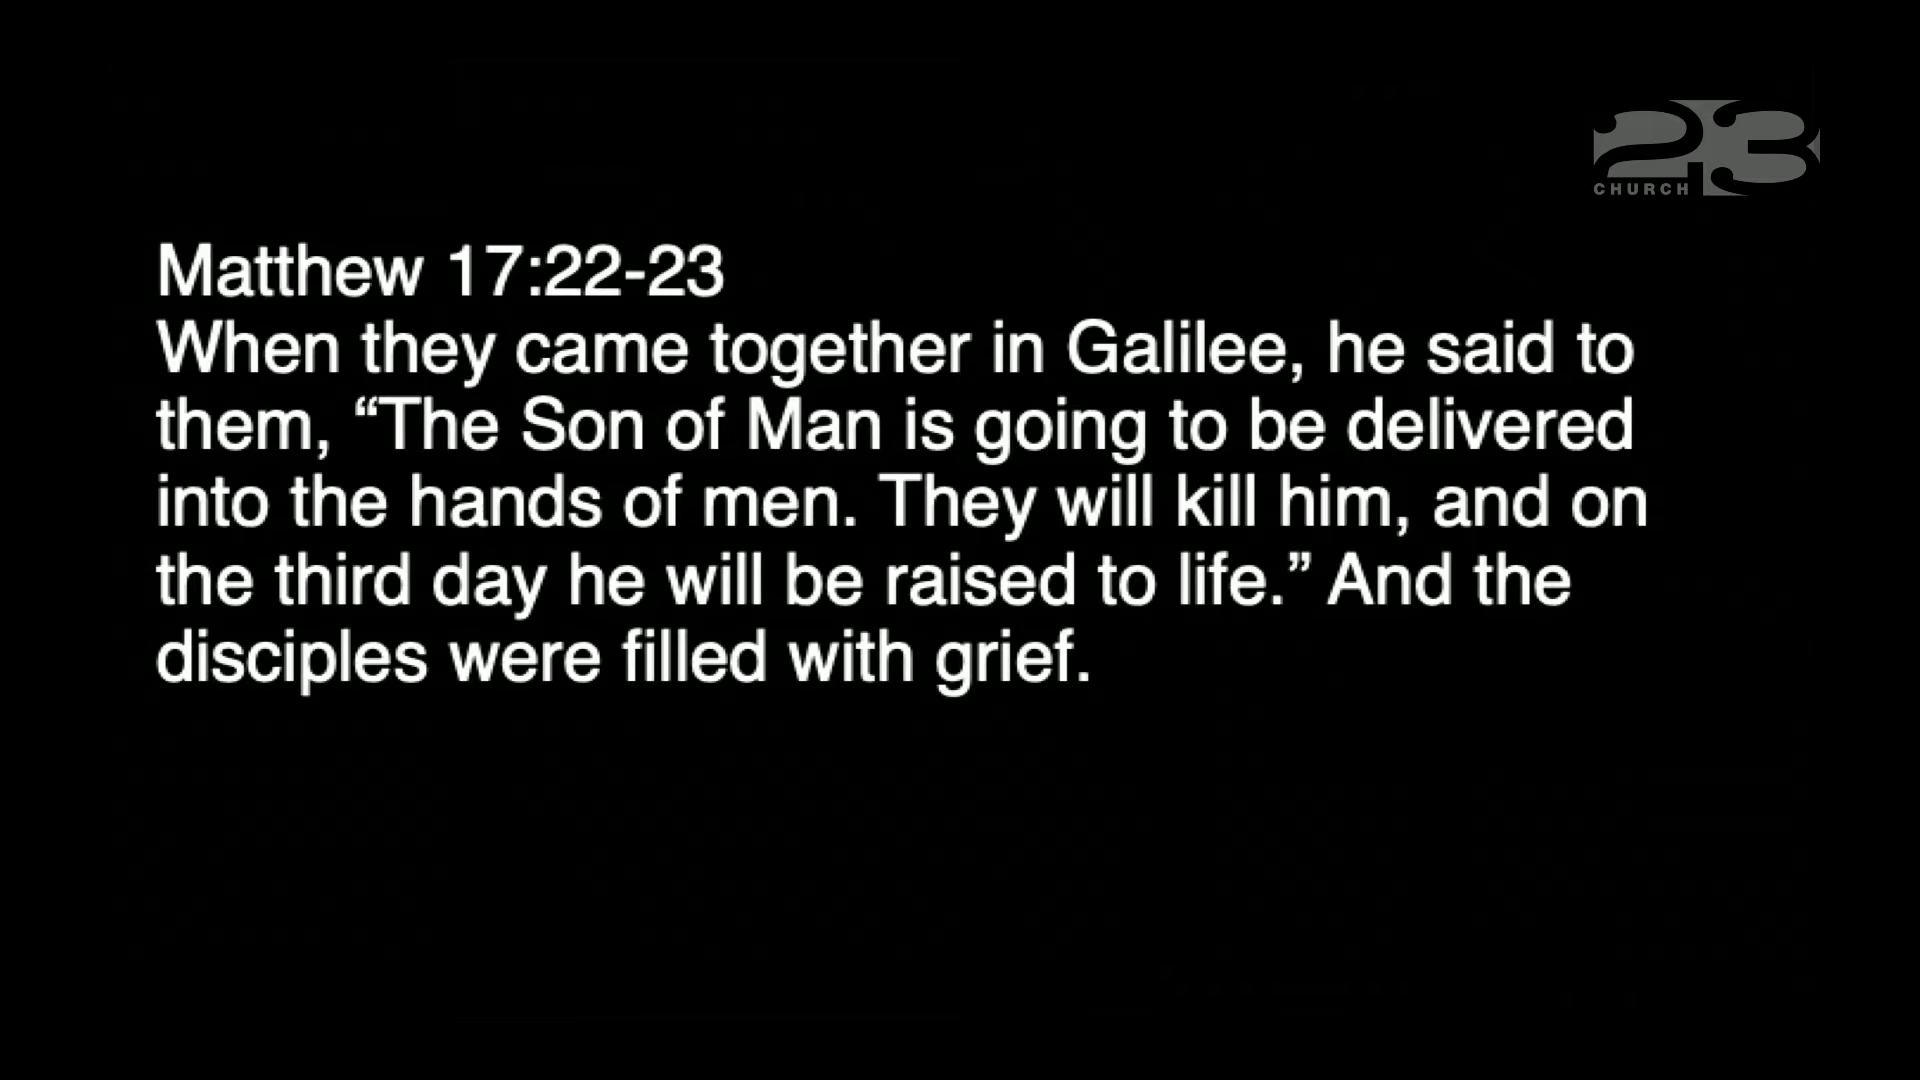 23
CHURCH
Matthew 17:22-23
When they came together in Galilee, he said to
them, “The Son of Man is going to be delivered
into the hands of men. They will kill him, and on
the third day he will be raised to life.” And the
disciples were filled with grief.